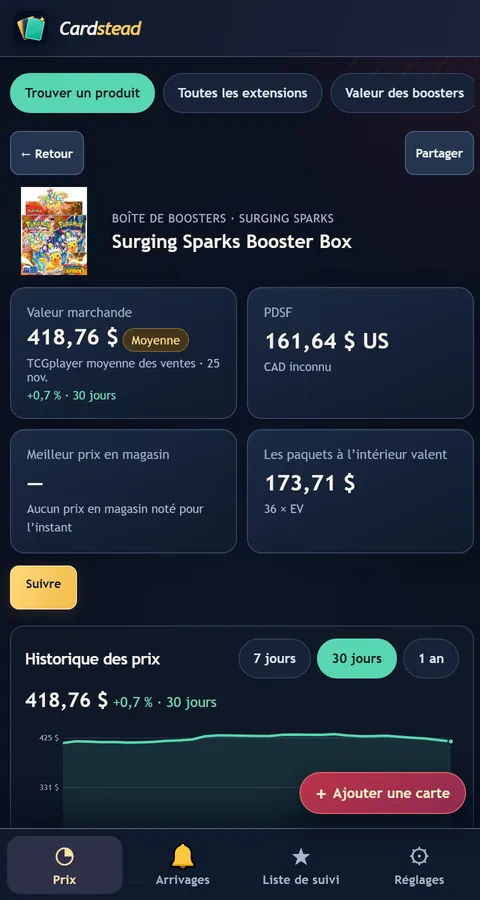 Cardstead
Trouver un produit
Toutes les extensions
Valeur des boosters
← Retour
Partager
BOÎTE DE BOOSTERS · SURGING SPARKS
Surging Sparks Booster Box
Valeur marchande
418,76 $ Moyenne
TCGplayer moyenne des ventes · 25
nov.
+0,7 % · 30 jours
PDSF
161,64 $ US
CAD inconnu
Meilleur prix en magasin
—
Aucun prix en magasin noté pour
l’instant
Les paquets à l’intérieur valent
173,71 $
36 × EV
Suivre
Historique des prix
7 jours
30 jours
1 an
418,76 $ +0,7 % · 30 jours
425 $
331 $
+ Ajouter une carte
Prix
Arrivages
Liste de suivi
Réglages